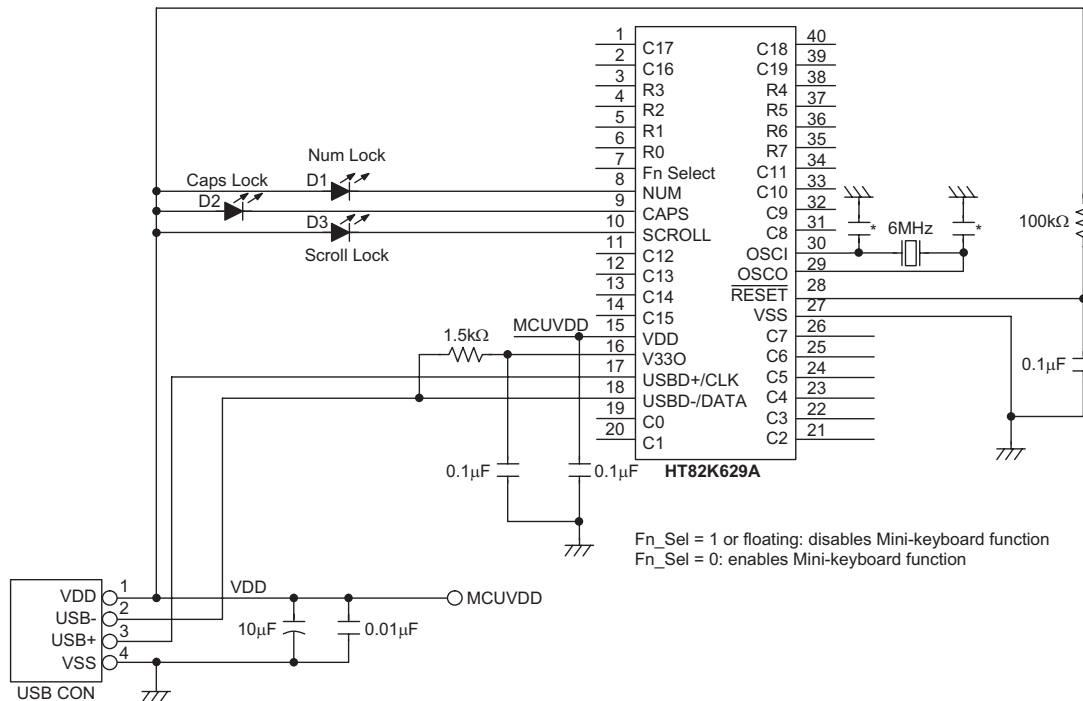 1 C17
2 C16
3 R3
4 R2
5 R1
6 R0
7 Fn Select
8 NUM
9 CAPS
10 SCROLL
11 C12
12 C13
13 C14
14 C15
15 VDD
16 V33O
17 USBD+/CLK
18 USBD-/DATA
19 C0
20 C1
C18 40
C19 39
R4 38
R5 37
R6 36
R7 35
C11 34
C10 33
C9 32
C8 31
OSCI 30
OSCO 29
RESET 28
VSS 27
C7 26
C6 25
C5 24
C4 23
C3 22
C2 21
HT82K629A
Num Lock
D1
Caps Lock
D2
D3
Scroll Lock
* 6MHz *
100kΩ
0.1μF
MCUVDD
1.5kΩ
0.1μF 0.1μF
Fn_Sel = 1 or floating: disables Mini-keyboard function
Fn_Sel = 0: enables Mini-keyboard function
VDD 1
USB- 2
USB+ 3
VSS 4
USB CON
VDD
MCUVDD
10μF 0.01μF